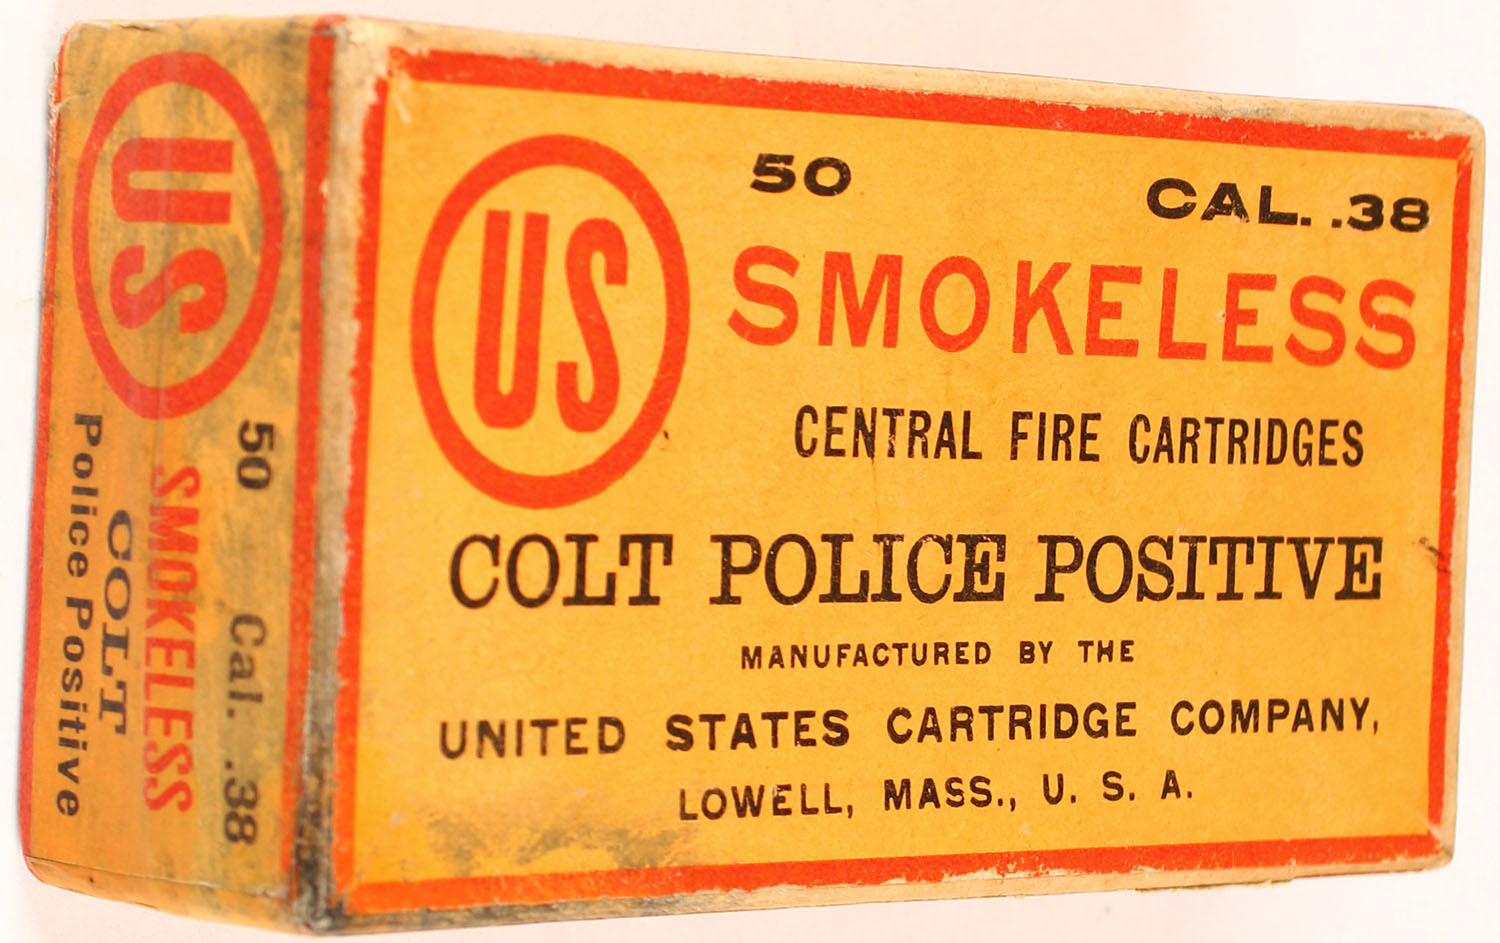 US
50 CAL. .38
SMOKELESS
CENTRAL FIRE CARTRIDGES
COLT POLICE POSITIVE
MANUFACTURED BY THE
UNITED STATES CARTRIDGE COMPANY,
LOWELL, MASS., U. S. A.
US
50 Cal. .38
SMOKELESS
COLT
Police Positive